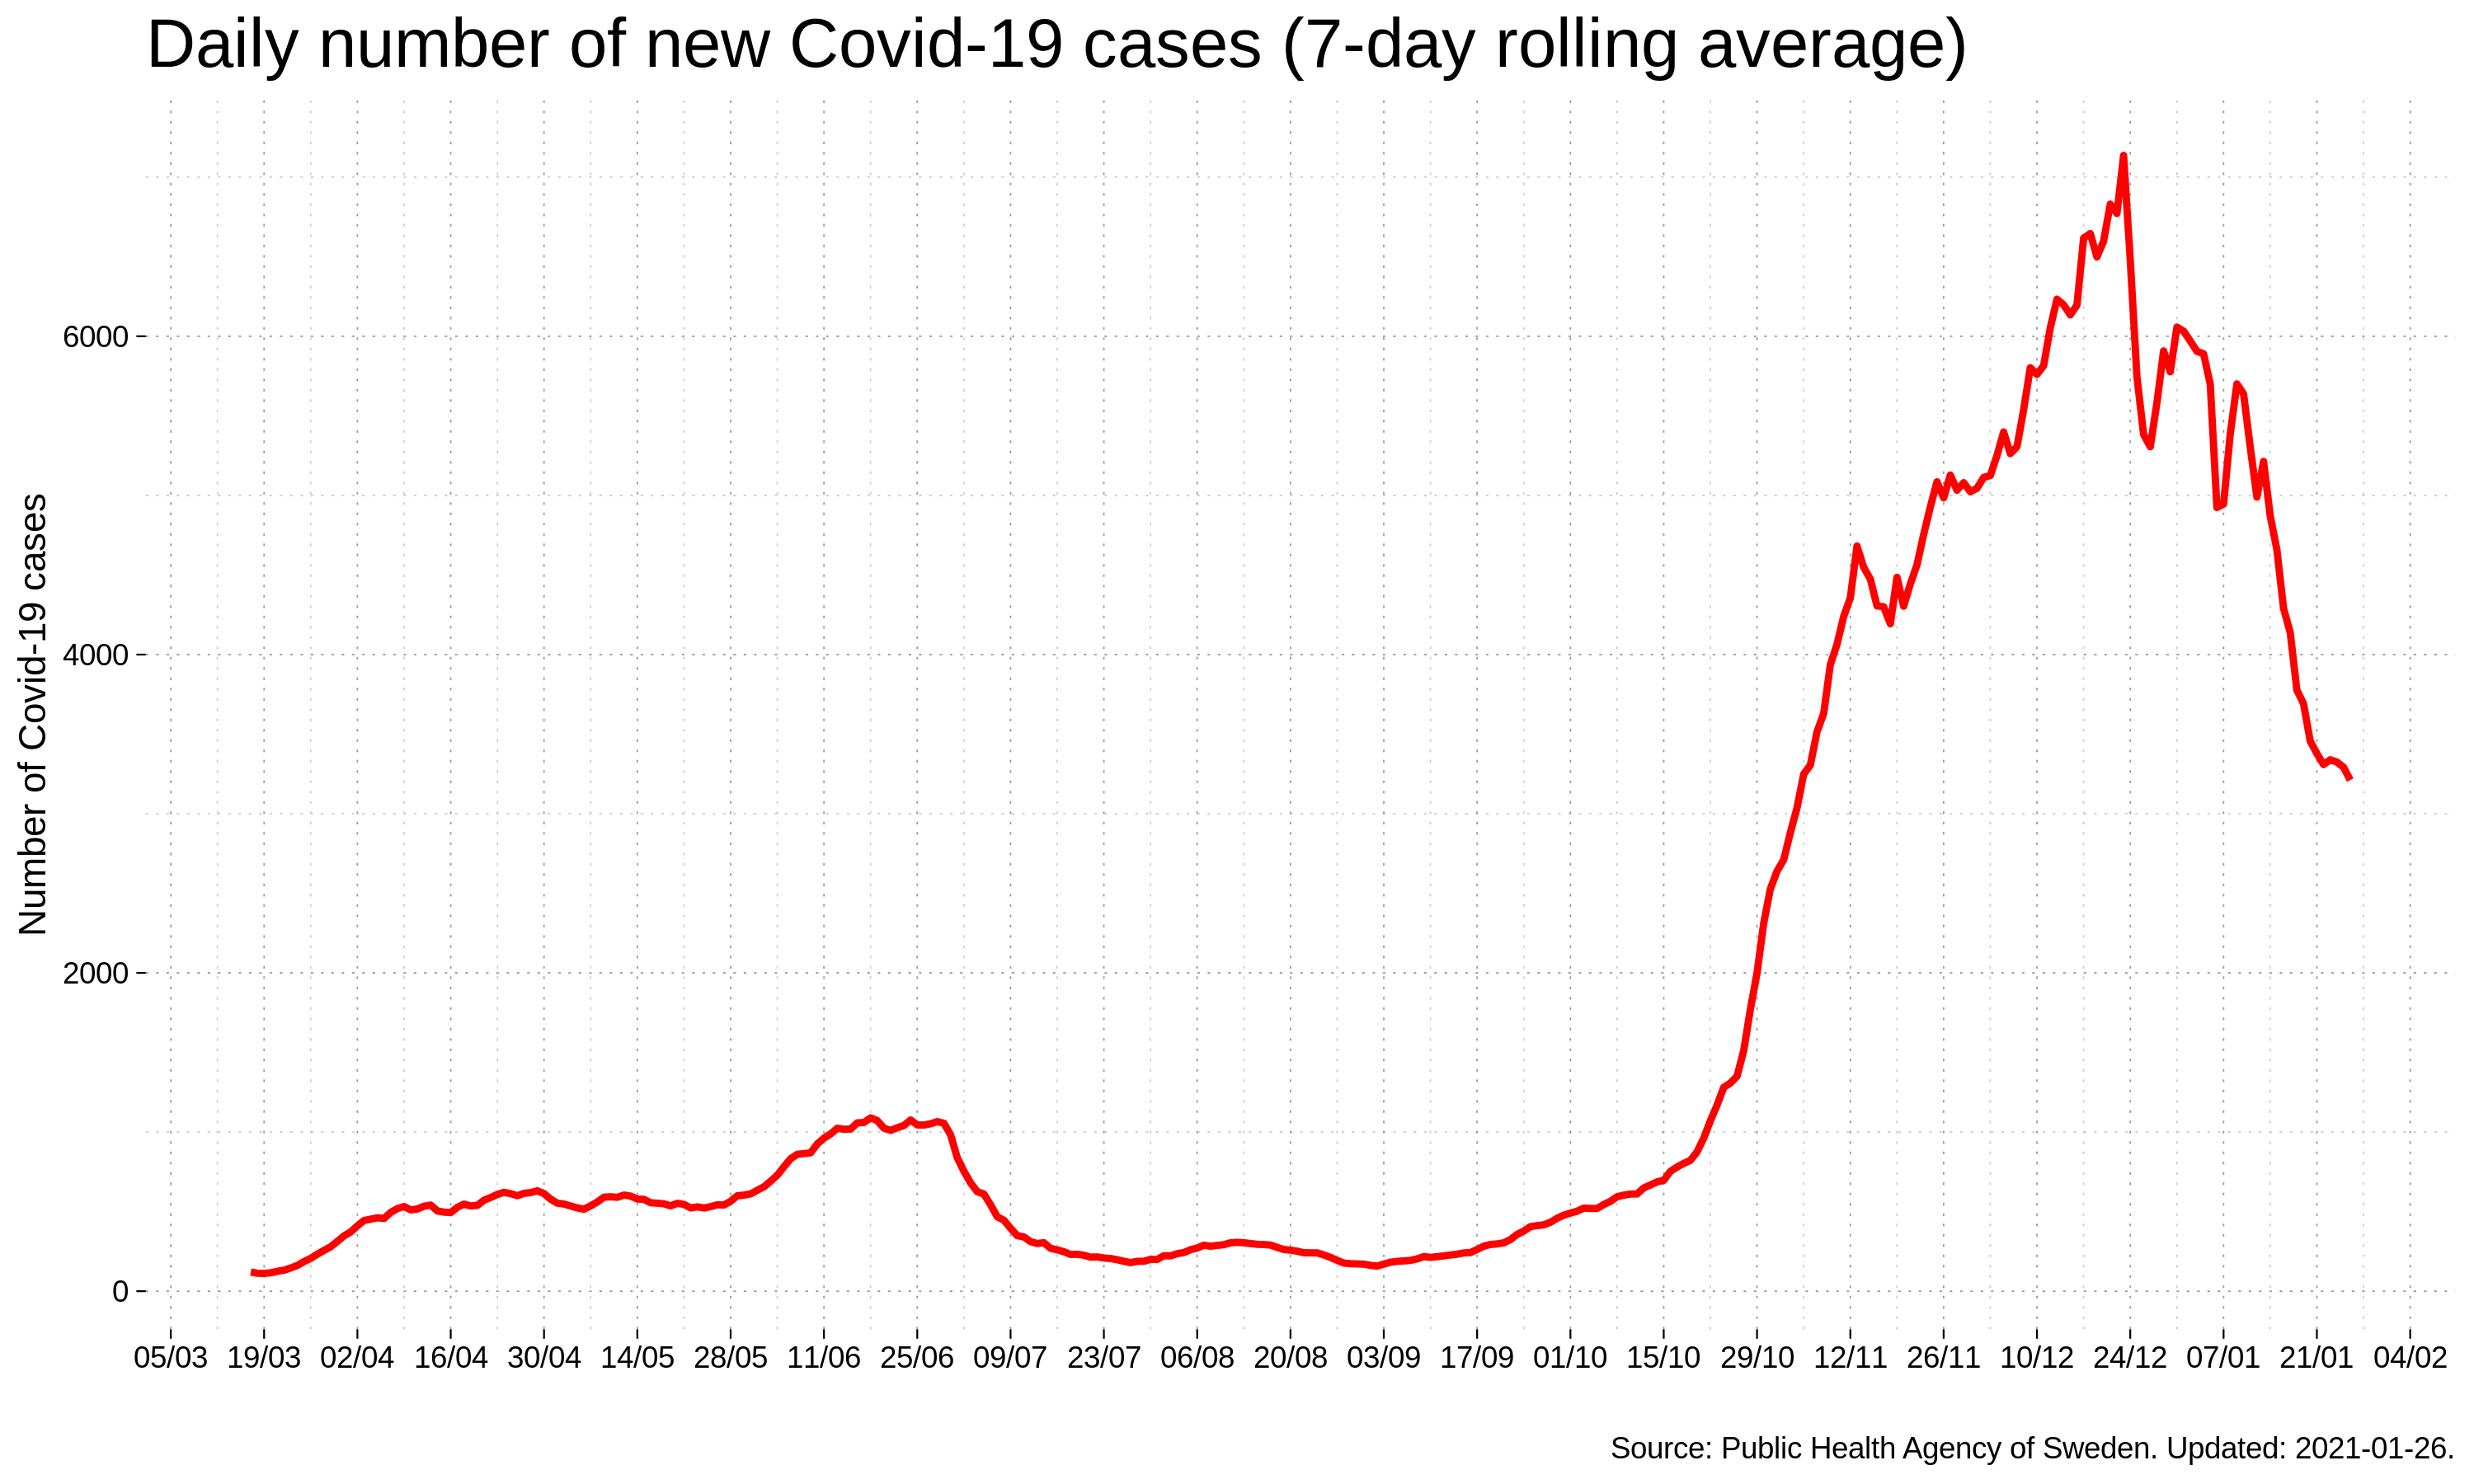 Daily number of new Covid-19 cases (7-day rolling average)
Number of Covid-19 cases
6000
4000
2000
0
05/03 19/03 02/04 16/04 30/04 14/05 28/05 11/06 25/06 09/07 23/07 06/08 20/08 03/09 17/09 01/10 15/10 29/10 12/11 26/11 10/12 24/12 07/01 21/01 04/02
Source: Public Health Agency of Sweden. Updated: 2021-01-26.